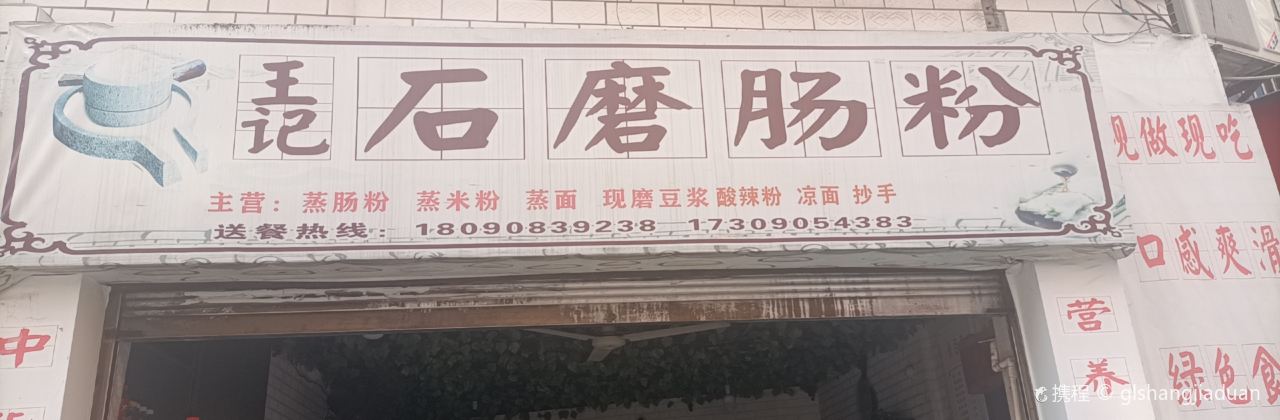 王记
石磨肠粉
主营：蒸肠粉 蒸米粉 蒸面 现磨豆浆 酸辣粉 凉面 抄手
送餐热线：18090839238 17309054383
现做现吃
口感爽滑
绿色食
营养
中
携程 © glshangjiaduan